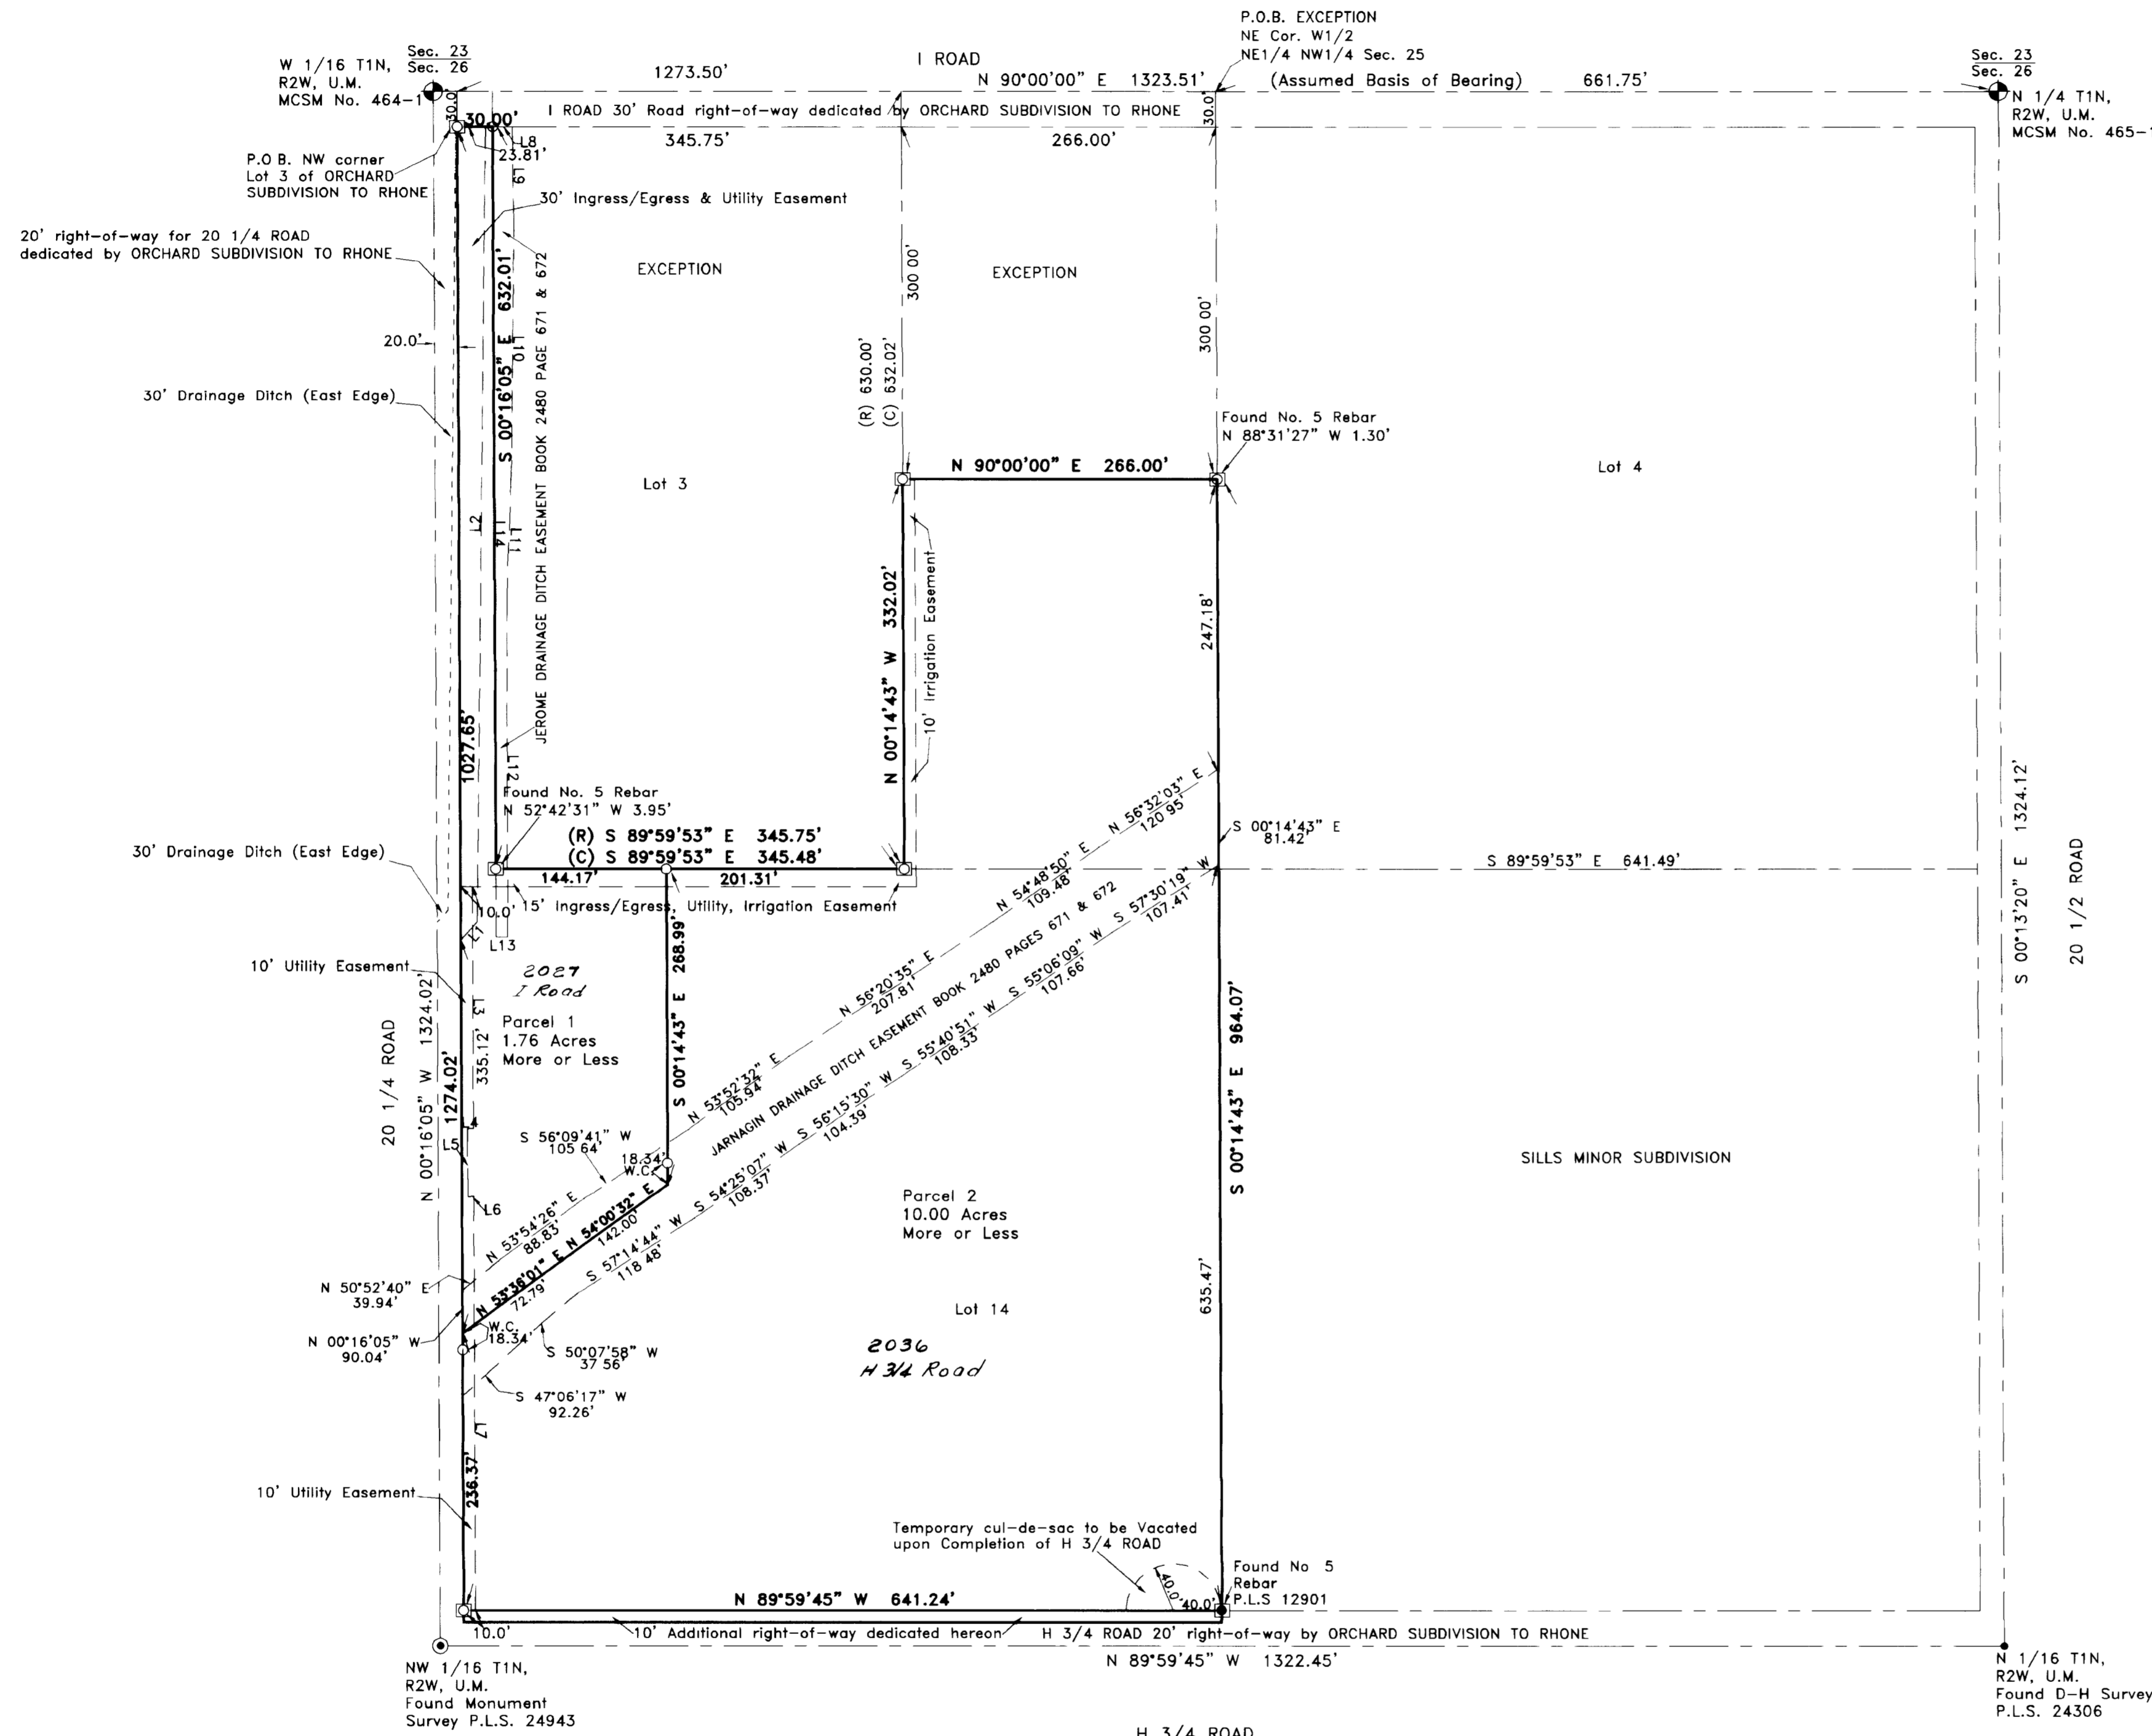 P.O.B. EXCEPTION
NE Cor. W1/2
NE1/4 NW1/4 Sec. 25
Sec. 23
Sec. 26
W 1/16 T1N,
R2W, U.M.
MCSM No. 464-1
1273.50'
I ROAD
N 90°00'00" E 1323.51'
(Assumed Basis of Bearing)
661.75'
Sec. 23
Sec. 26
N 1/4 T1N,
R2W, U.M.
MCSM No. 465-1
30.0'
30.00'
I ROAD 30' Road right-of-way dedicated by ORCHARD SUBDIVISION TO RHONE
30.0'
L8
23.81'
345.75'
266.00'
P.O B. NW corner
Lot 3 of ORCHARD
SUBDIVISION TO RHONE
L9
30' Ingress/Egress & Utility Easement
20' right-of-way for 20 1/4 ROAD
dedicated by ORCHARD SUBDIVISION TO RHONE
EXCEPTION
EXCEPTION
300 00'
300 00'
S 00°16'05" E 632.01'
JEROME DRAINAGE DITCH EASEMENT BOOK 2480 PAGE 671 & 672
20.0'
L10
(R) 630.00'
(C) 632.02'
30' Drainage Ditch (East Edge)
Found No. 5 Rebar
N 88°31'27" W 1.30'
N 90°00'00" E 266.00'
Lot 3
Lot 4
L2
L14
L11
N 00°14'43" W 332.02'
10' Irrigation Easement
247.18'
1027.65'
L12
Found No. 5 Rebar
N 52°42'31" W 3.95'
(R) S 89°59'53" E 345.75'
(C) S 89°59'53" E 345.48'
144.17'
201.31'
N 56°32'03" E
120 95'
S 00°14'43" E
81.42'
S 89°59'53" E 641.49'
S 00°13'20" E 1324.12'
20 1/2 ROAD
30' Drainage Ditch (East Edge)
10.0'
15' Ingress/Egress, Utility, Irrigation Easement
L1
L13
N 54°48'50" E
109.48'
S 57°30'19" W
107.41'
10' Utility Easement
2027
I Road
268.99'
S 00°14'43" E
N 56°20'35" E
207.81'
JARNAGIN DRAINAGE DITCH EASEMENT BOOK 2480 PAGES 671 & 672
S 55°06'09" W
107.66'
L3
335.12'
Parcel 1
1.76 Acres
More or Less
S 00°14'43" E 964.07'
20 1/4 ROAD
N 00°16'05" W 1324.02'
1274.02'
N 53°52'32" E
105.94'
S 55°40'51" W
108.33'
L4
L5
S 56°09'41" W
105 64'
18.34'
W.C.
S 56°15'30" W
104.39'
SILLS MINOR SUBDIVISION
L6
N 53°54'26" E
88.83'
N 54°00'32" E
142.00'
S 54°25'07" W
108.37'
Parcel 2
10.00 Acres
More or Less
S 57°14'44" W
118 48'
N 50°52'40" E
39.94'
N 53°36'01" E
72.79'
635.47'
Lot 14
W.C.
18.34'
N 00°16'05" W
90.04'
S 50°07'58" W
37 56'
2036
H 3/4 Road
S 47°06'17" W
92.26'
L7
236.37'
10' Utility Easement
Temporary cul-de-sac to be Vacated
upon Completion of H 3/4 ROAD
Found No 5
Rebar
P.L.S 12901
40.0'
40.0'
N 89°59'45" W 641.24'
10.0'
10' Additional right-of-way dedicated hereon
H 3/4 ROAD 20' right-of-way by ORCHARD SUBDIVISION TO RHONE
N 89°59'45" W 1322.45'
NW 1/16 T1N,
R2W, U.M.
Found Monument
Survey P.L.S. 24943
N 1/16 T1N,
R2W, U.M.
Found D-H Survey
P.L.S. 24306
H 3/4 ROAD